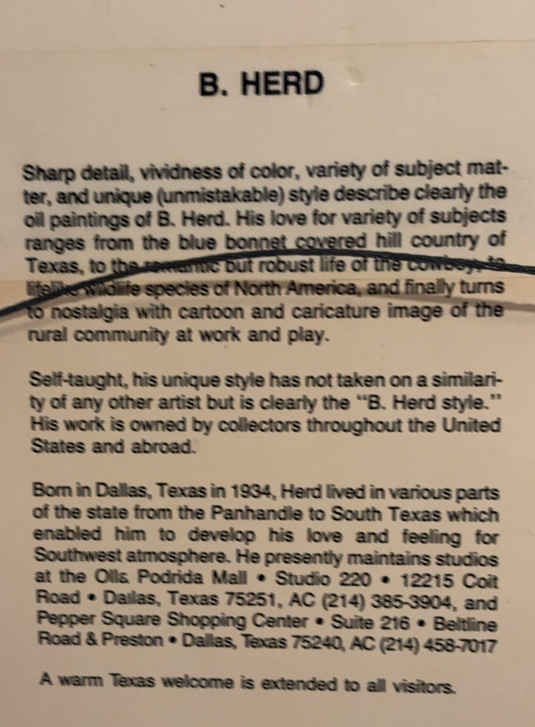 B. HERD
Sharp detail, vividness of color, variety of subject mat-
ter, and unique (unmistakable) style describe clearly the
oil paintings of B. Herd. His love for variety of subjects
ranges from the blue bonnet covered hill country of
Texas, to the romantic but robust life of the cowboy, to
lifelike wildlife species of North America, and finally turns
to nostalgia with cartoon and caricature image of the
rural community at work and play.
Self-taught, his unique style has not taken on a similari-
ty of any other artist but is clearly the "B. Herd style."
His work is owned by collectors throughout the United
States and abroad.
Born in Dallas, Texas in 1934, Herd lived in various parts
of the state from the Panhandle to South Texas which
enabled him to develop his love and feeling for
Southwest atmosphere. He presently maintains studios
at the Olla Podrida Mall • Studio 220 • 12215 Coit
Road • Dallas, Texas 75251, AC (214) 385-3904, and
Pepper Square Shopping Center • Suite 216 • Beltline
Road & Preston • Dallas, Texas 75240, AC (214) 458-7017
A warm Texas welcome is extended to all visitors.